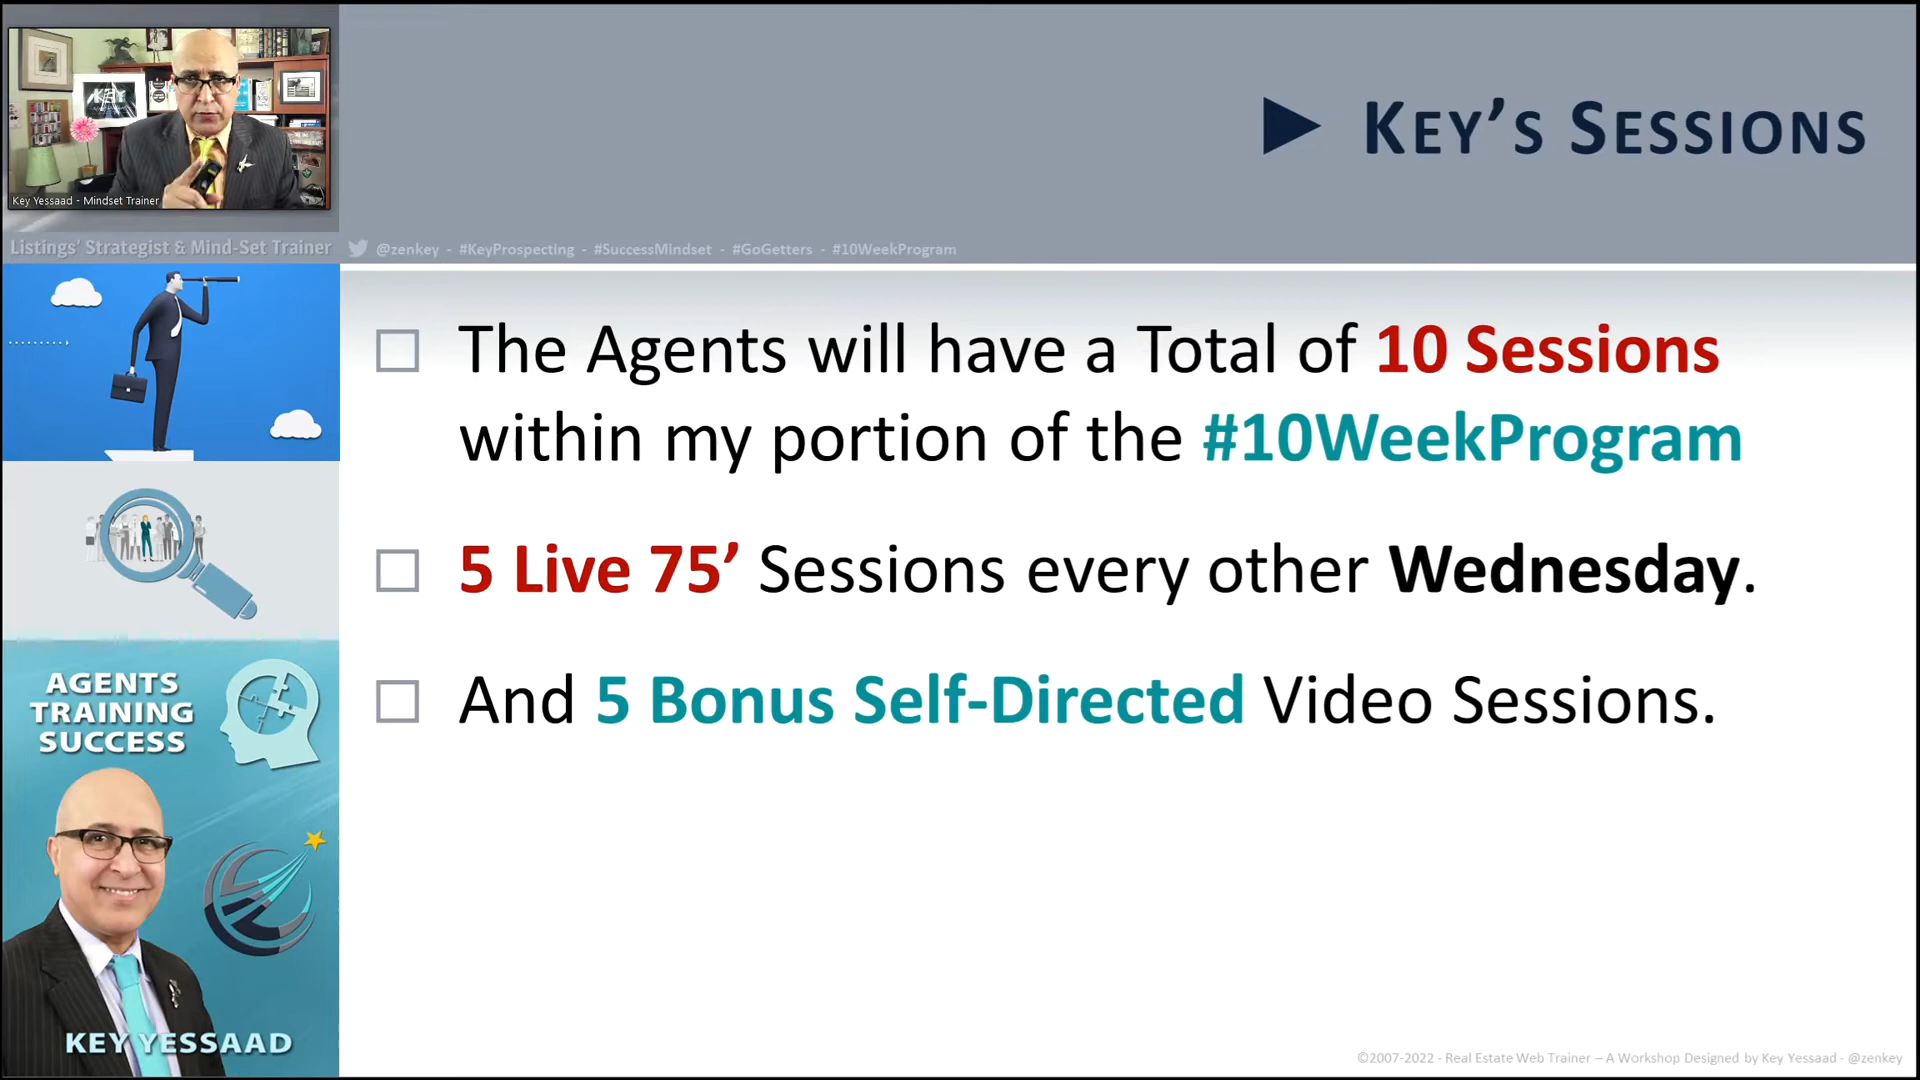 KEY
Key Yessaad - Mindset Trainer
Listings' Strategist & Mind-Set Trainer
► KEY'S SESSIONS
@zenkey - #KeyProspecting - #SuccessMindset - #GoGetters - #10WeekProgram
The Agents will have a Total of 10 Sessions
within my portion of the #10WeekProgram
5 Live 75’ Sessions every other Wednesday.
And 5 Bonus Self-Directed Video Sessions.
AGENTS
TRAINING
SUCCESS
KEY YESSAAD
©2007-2022 - Real Estate Web Trainer – A Workshop Designed by Key Yessaad - @zenkey